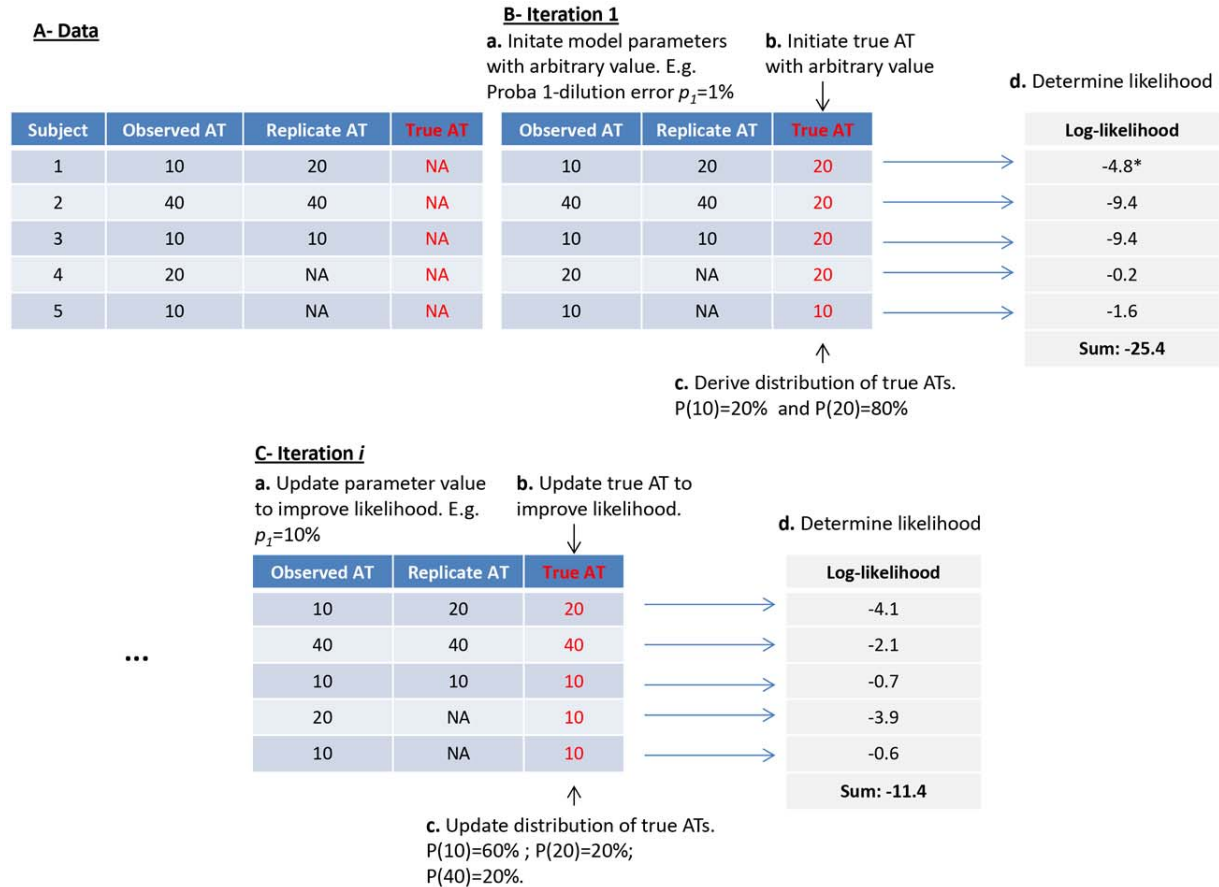 A- Data
B- Iteration 1
a. Initate model parameters
with arbitrary value. E.g.
Proba 1-dilution error p1=1%
b. Initiate true AT
with arbitrary value
d. Determine likelihood
Subject Observed AT Replicate AT True AT
1 10 20 NA
2 40 40 NA
3 10 10 NA
4 20 NA NA
5 10 NA NA
Observed AT Replicate AT True AT
10 20 20
40 40 20
10 10 20
20 NA 20
10 NA 10
Log-likelihood
-4.8*
-9.4
-9.4
-0.2
-1.6
Sum: -25.4
c. Derive distribution of true ATs.
P(10)=20% and P(20)=80%
C- Iteration i
a. Update parameter value
to improve likelihood. E.g.
p1=10%
b. Update true AT to
improve likelihood.
d. Determine likelihood
...
Observed AT Replicate AT True AT
10 20 20
40 40 40
10 10 10
20 NA 10
10 NA 10
Log-likelihood
-4.1
-2.1
-0.7
-3.9
-0.6
Sum: -11.4
c. Update distribution of true ATs.
P(10)=60% ; P(20)=20%;
P(40)=20%.